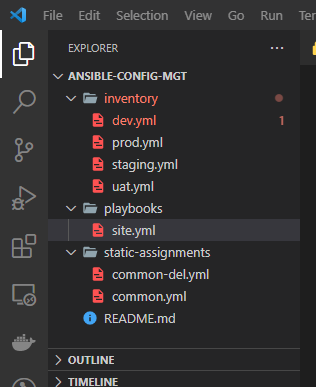 File Edit Selection View Go Run Ter
EXPLORER ...
ANSIBLE-CONFIG-MGT
inventory
dev.yml 1
prod.yml
staging.yml
uat.yml
playbooks
site.yml
static-assignments
common-del.yml
common.yml
README.md
OUTLINE
TIMELINE